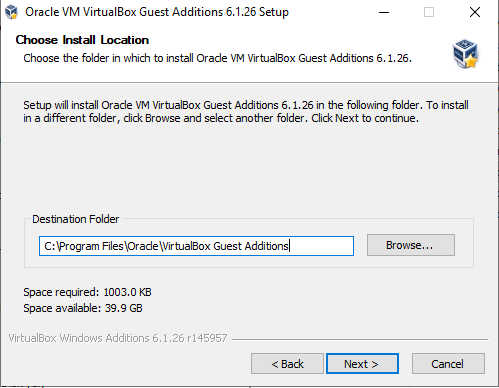 Oracle VM VirtualBox Guest Additions 6.1.26 Setup
Choose Install Location
Choose the folder in which to install Oracle VM VirtualBox Guest Additions 6.1.26.
Setup will install Oracle VM VirtualBox Guest Additions 6.1.26 in the following folder. To install
in a different folder, click Browse and select another folder. Click Next to continue.
Destination Folder
C:\Program Files\Oracle\VirtualBox Guest Additions
Browse...
Space required: 1003.0 KB
Space available: 39.9 GB
VirtualBox Windows Additions 6.1.26 r145957
< Back
Next >
Cancel